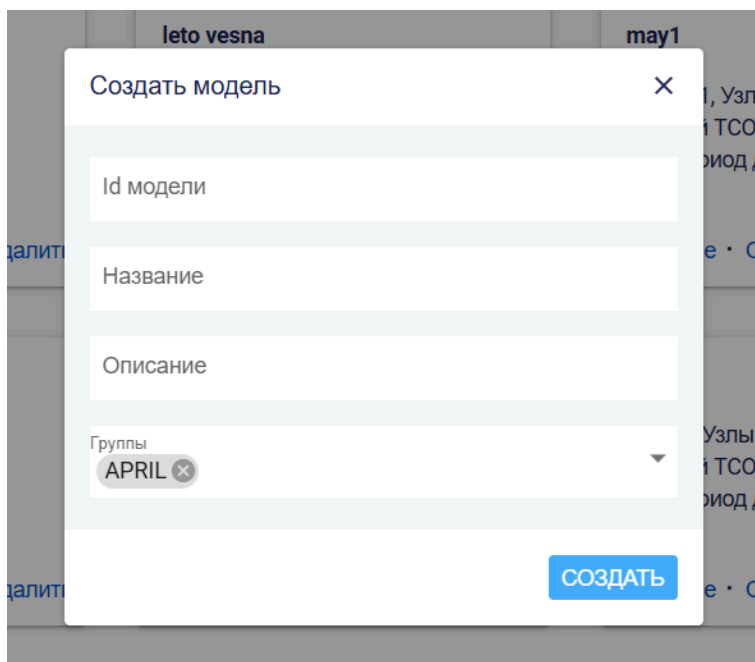 leto vesna
may1
Создать модель
Id модели
Название
Описание
Группы
APRIL
СОЗДАТЬ